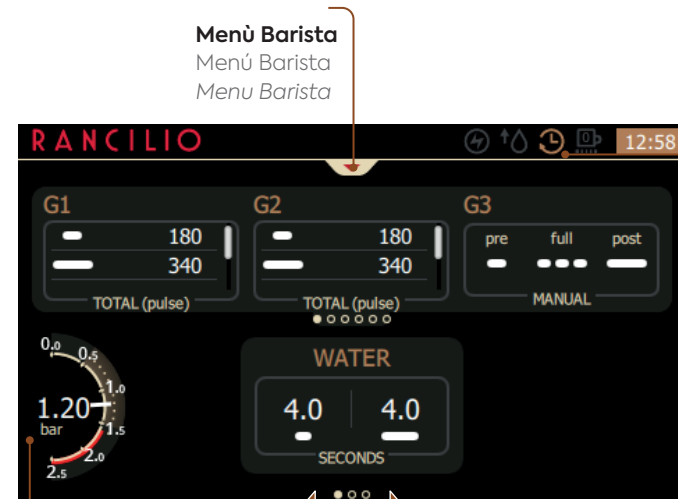 Menù Barista
Menú Barista
Menu Barista
RANCILIO
0
12:58
G1
180
340
TOTAL (pulse)
G2
180
340
TOTAL (pulse)
G3
pre full post
MANUAL
0.0
0.5
1.0
1.20
bar
1.5
2.0
2.5
WATER
4.0 4.0
SECONDS